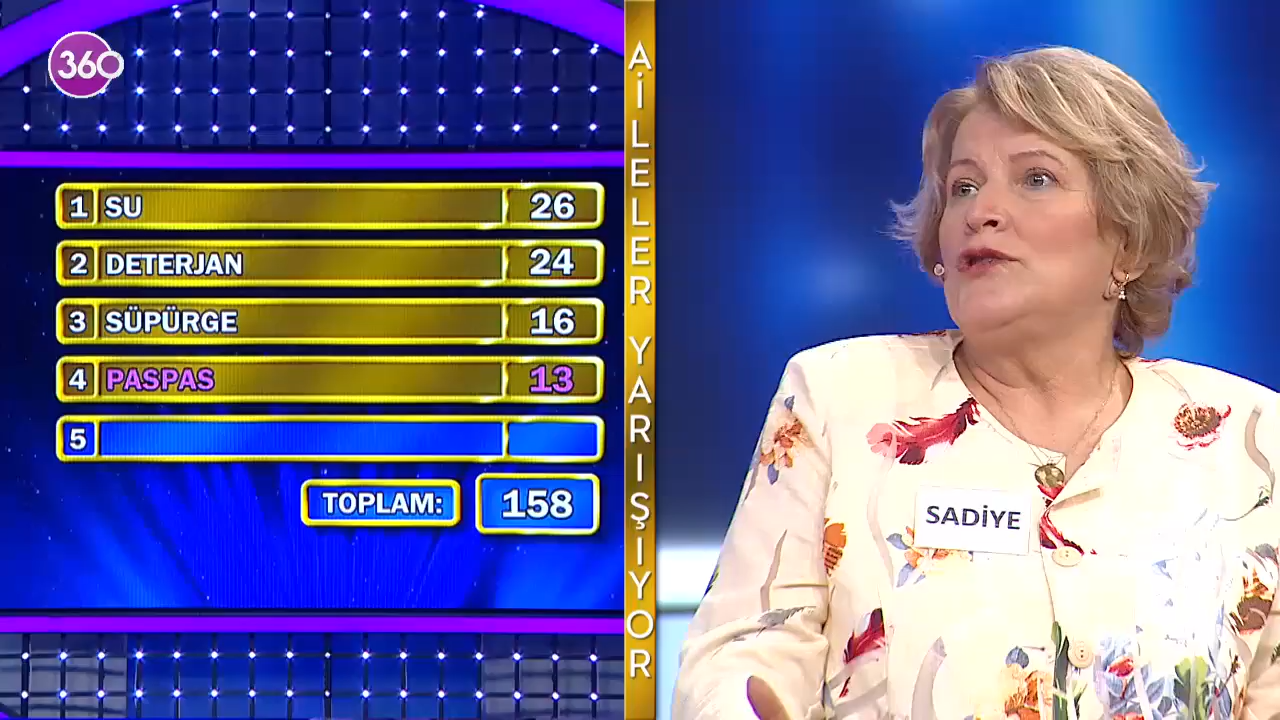 360
1 SU 26
2 DETERJAN 24
3 SÜPÜRGE 16
4 PASPAS 13
5
TOPLAM: 158
AİLELER YARIŞIYOR
SADİYE